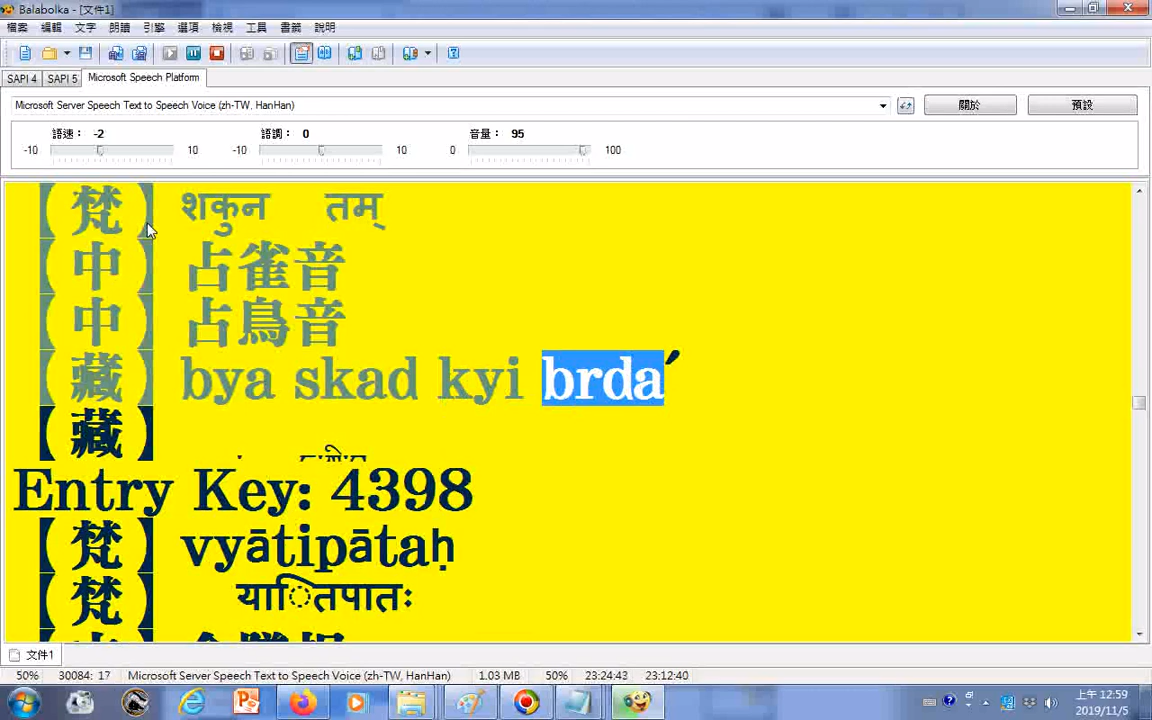 Balabolka - [文件1]
檔案 編輯 文字 朗讀 引擎 選項 檢視 工具 書籤 說明
SAPI 4 SAPI 5 Microsoft Speech Platform
Microsoft Server Speech Text to Speech Voice (zh-TW, HanHan) 關於 預設
語速： -2 語調： 0 音量： 95
-10 10 -10 10 0 100
【梵】 शकुन तम्
【中】 占雀音
【中】 占鳥音
【藏】 bya skad kyi brda´
【藏】
Entry Key: 4398
【梵】 vyātipātaḥ
【梵】 याितपातः
文件1
50% 30084: 17 Microsoft Server Speech Text to Speech Voice (zh-TW, HanHan) 1.03 MB 50% 23:24:43 23:12:40
上午 12:59
2019/11/5